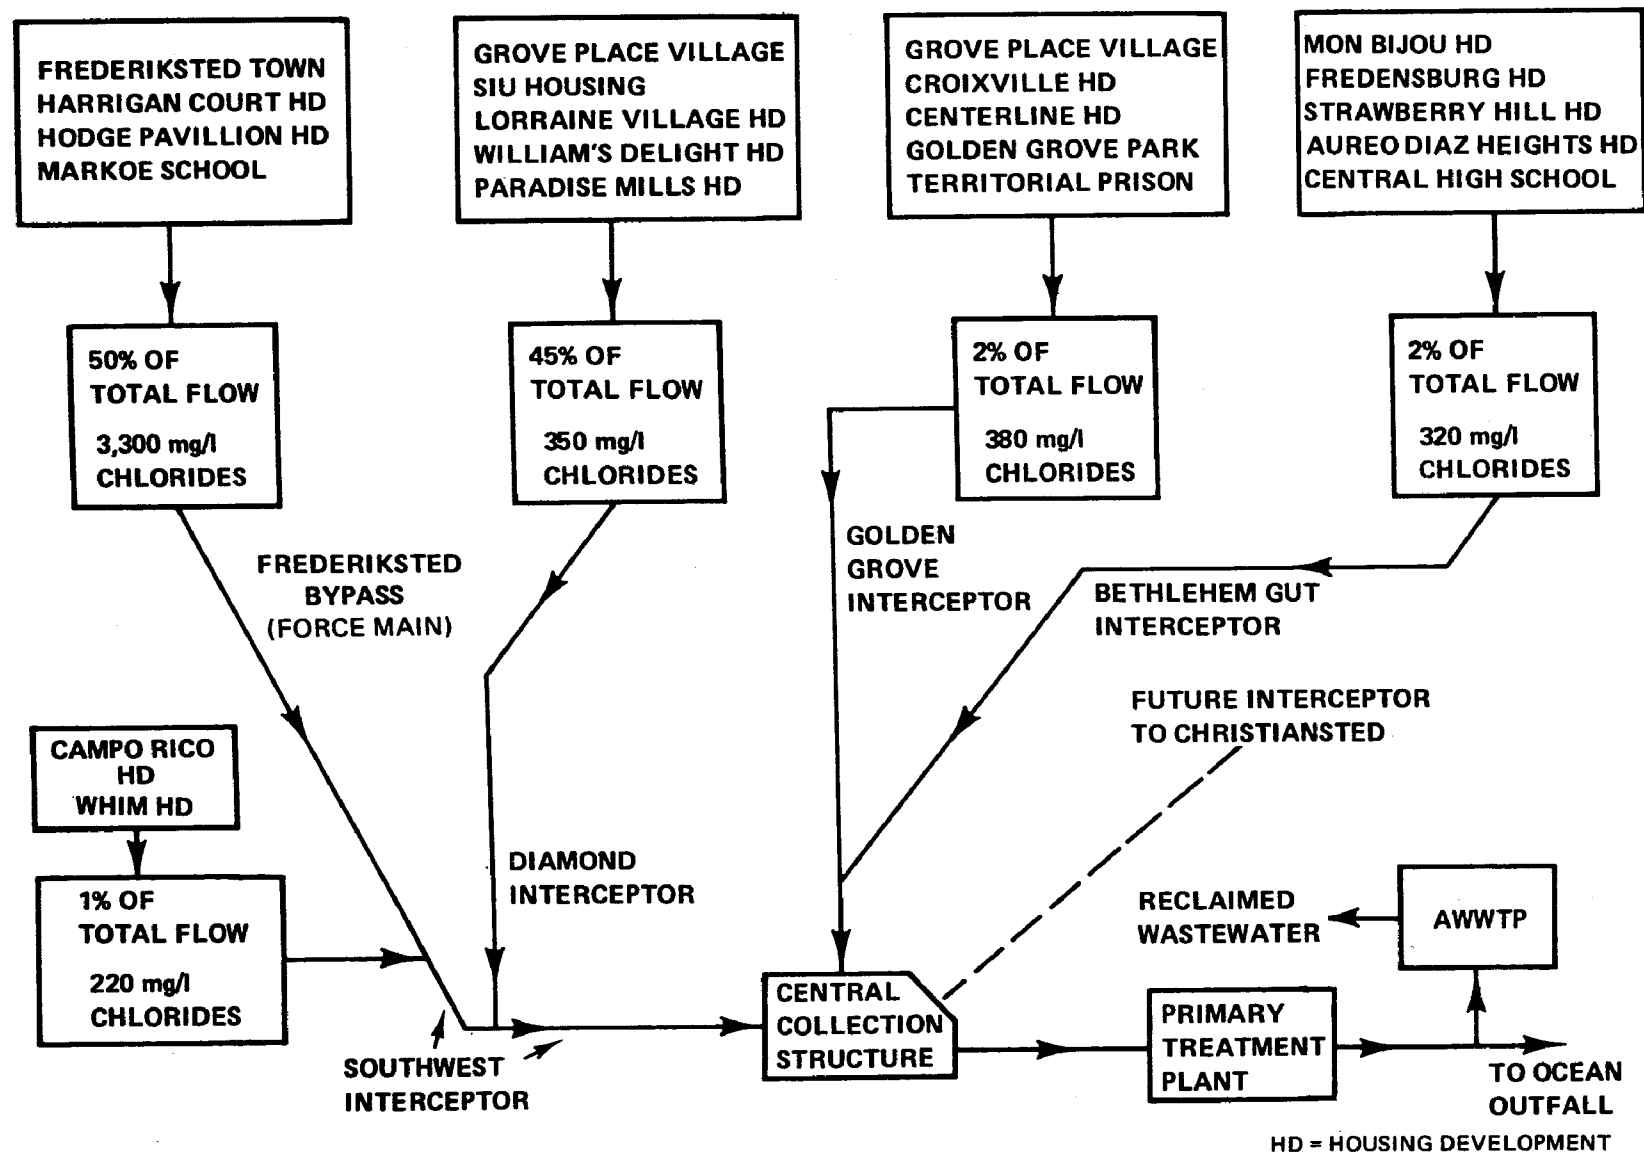 FREDERIKSTED TOWN
HARRIGAN COURT HD
HODGE PAVILLION HD
MARKOE SCHOOL
GROVE PLACE VILLAGE
SIU HOUSING
LORRAINE VILLAGE HD
WILLIAM'S DELIGHT HD
PARADISE MILLS HD
GROVE PLACE VILLAGE
CROIXVILLE HD
CENTERLINE HD
GOLDEN GROVE PARK
TERRITORIAL PRISON
MON BIJOU HD
FREDENSBURG HD
STRAWBERRY HILL HD
AUREO DIAZ HEIGHTS HD
CENTRAL HIGH SCHOOL
50% OF
TOTAL FLOW
3,300 mg/l
CHLORIDES
45% OF
TOTAL FLOW
350 mg/l
CHLORIDES
2% OF
TOTAL FLOW
380 mg/l
CHLORIDES
2% OF
TOTAL FLOW
320 mg/l
CHLORIDES
FREDERIKSTED
BYPASS
(FORCE MAIN)
GOLDEN
GROVE
INTERCEPTOR
BETHLEHEM GUT
INTERCEPTOR
FUTURE INTERCEPTOR
TO CHRISTIANSTED
CAMPO RICO
HD
WHIM HD
1% OF
TOTAL FLOW
220 mg/l
CHLORIDES
DIAMOND
INTERCEPTOR
SOUTHWEST
INTERCEPTOR
CENTRAL
COLLECTION
STRUCTURE
PRIMARY
TREATMENT
PLANT
RECLAIMED
WASTEWATER
AWWTP
TO OCEAN
OUTFALL
HD = HOUSING DEVELOPMENT